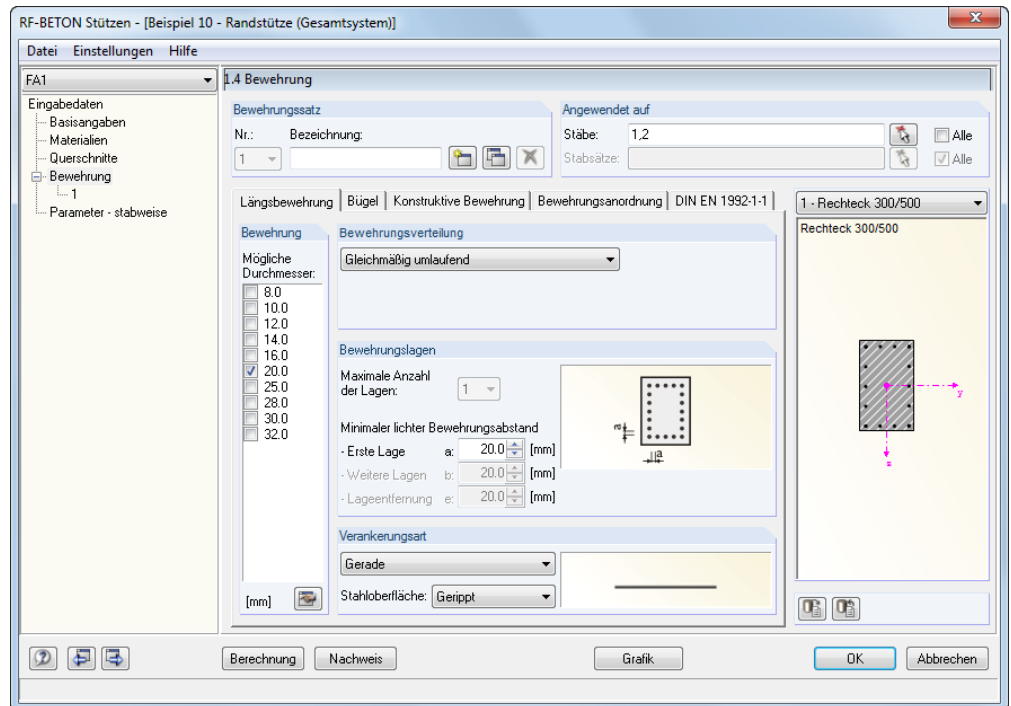 RF-BETON Stützen - [Beispiel 10 - Randstütze (Gesamtsystem)]
Datei Einstellungen Hilfe
FA1
Eingabedaten
Basisangaben
Materialien
Querschnitte
Bewehrung
1
Parameter - stabweise
1.4 Bewehrung
Bewehrungssatz
Nr.: Bezeichnung:
1
Angewendet auf
Stäbe: 1,2 Alle
Stabsätze: Alle
Längsbewehrung Bügel Konstruktive Bewehrung Bewehrungsanordnung DIN EN 1992-1-1
Bewehrung
Mögliche
Durchmesser:
8.0
10.0
12.0
14.0
16.0
20.0
25.0
28.0
30.0
32.0
[mm]
Bewehrungsverteilung
Gleichmäßig umlaufend
Bewehrungslagen
Maximale Anzahl
der Lagen: 1
Minimaler lichter Bewehrungsabstand
- Erste Lage a: 20.0 [mm]
- Weitere Lagen b: 20.0 [mm]
- Lageentfernung e: 20.0 [mm]
a
a
Verankerungsart
Gerade
Stahloberfläche: Gerippt
1 - Rechteck 300/500
Rechteck 300/500
y
z
Berechnung Nachweis Grafik OK Abbrechen